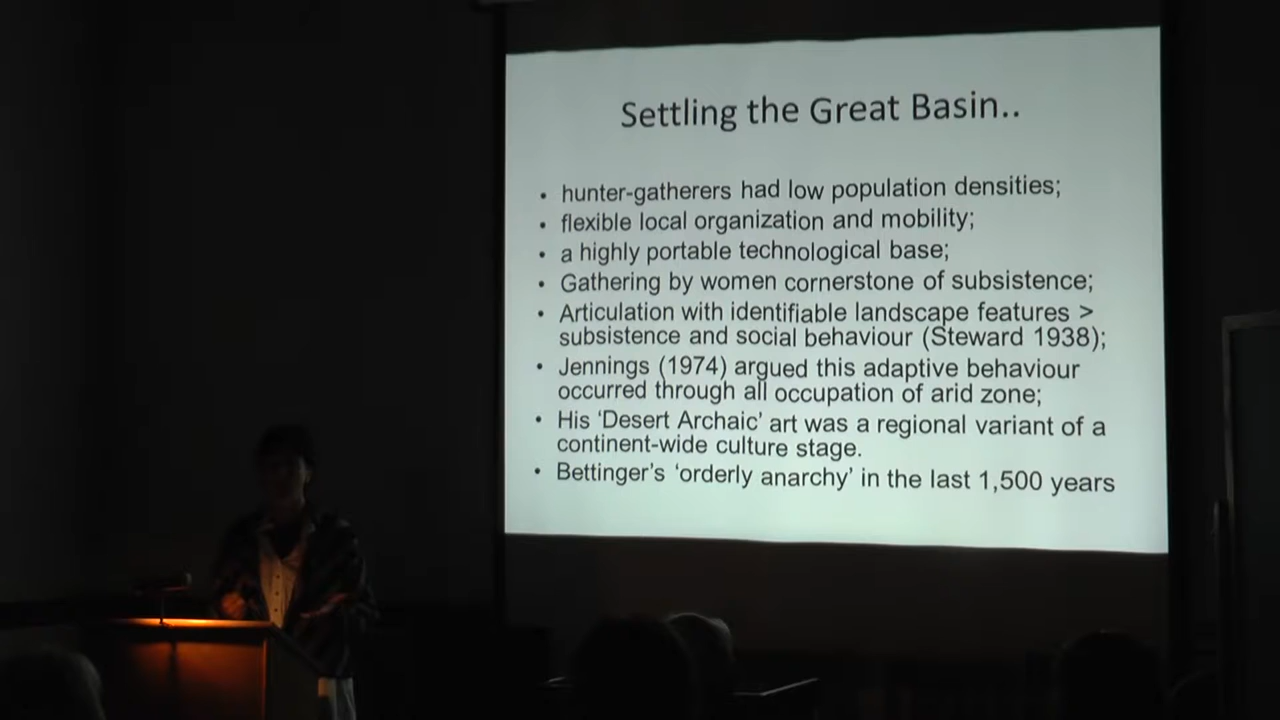 Settling the Great Basin..
• hunter-gatherers had low population densities;
• flexible local organization and mobility;
• a highly portable technological base;
• Gathering by women cornerstone of subsistence;
• Articulation with identifiable landscape features >
subsistence and social behaviour (Steward 1938);
• Jennings (1974) argued this adaptive behaviour
occurred through all occupation of arid zone;
• His ‘Desert Archaic’ art was a regional variant of a
continent-wide culture stage.
• Bettinger’s ‘orderly anarchy’ in the last 1,500 years